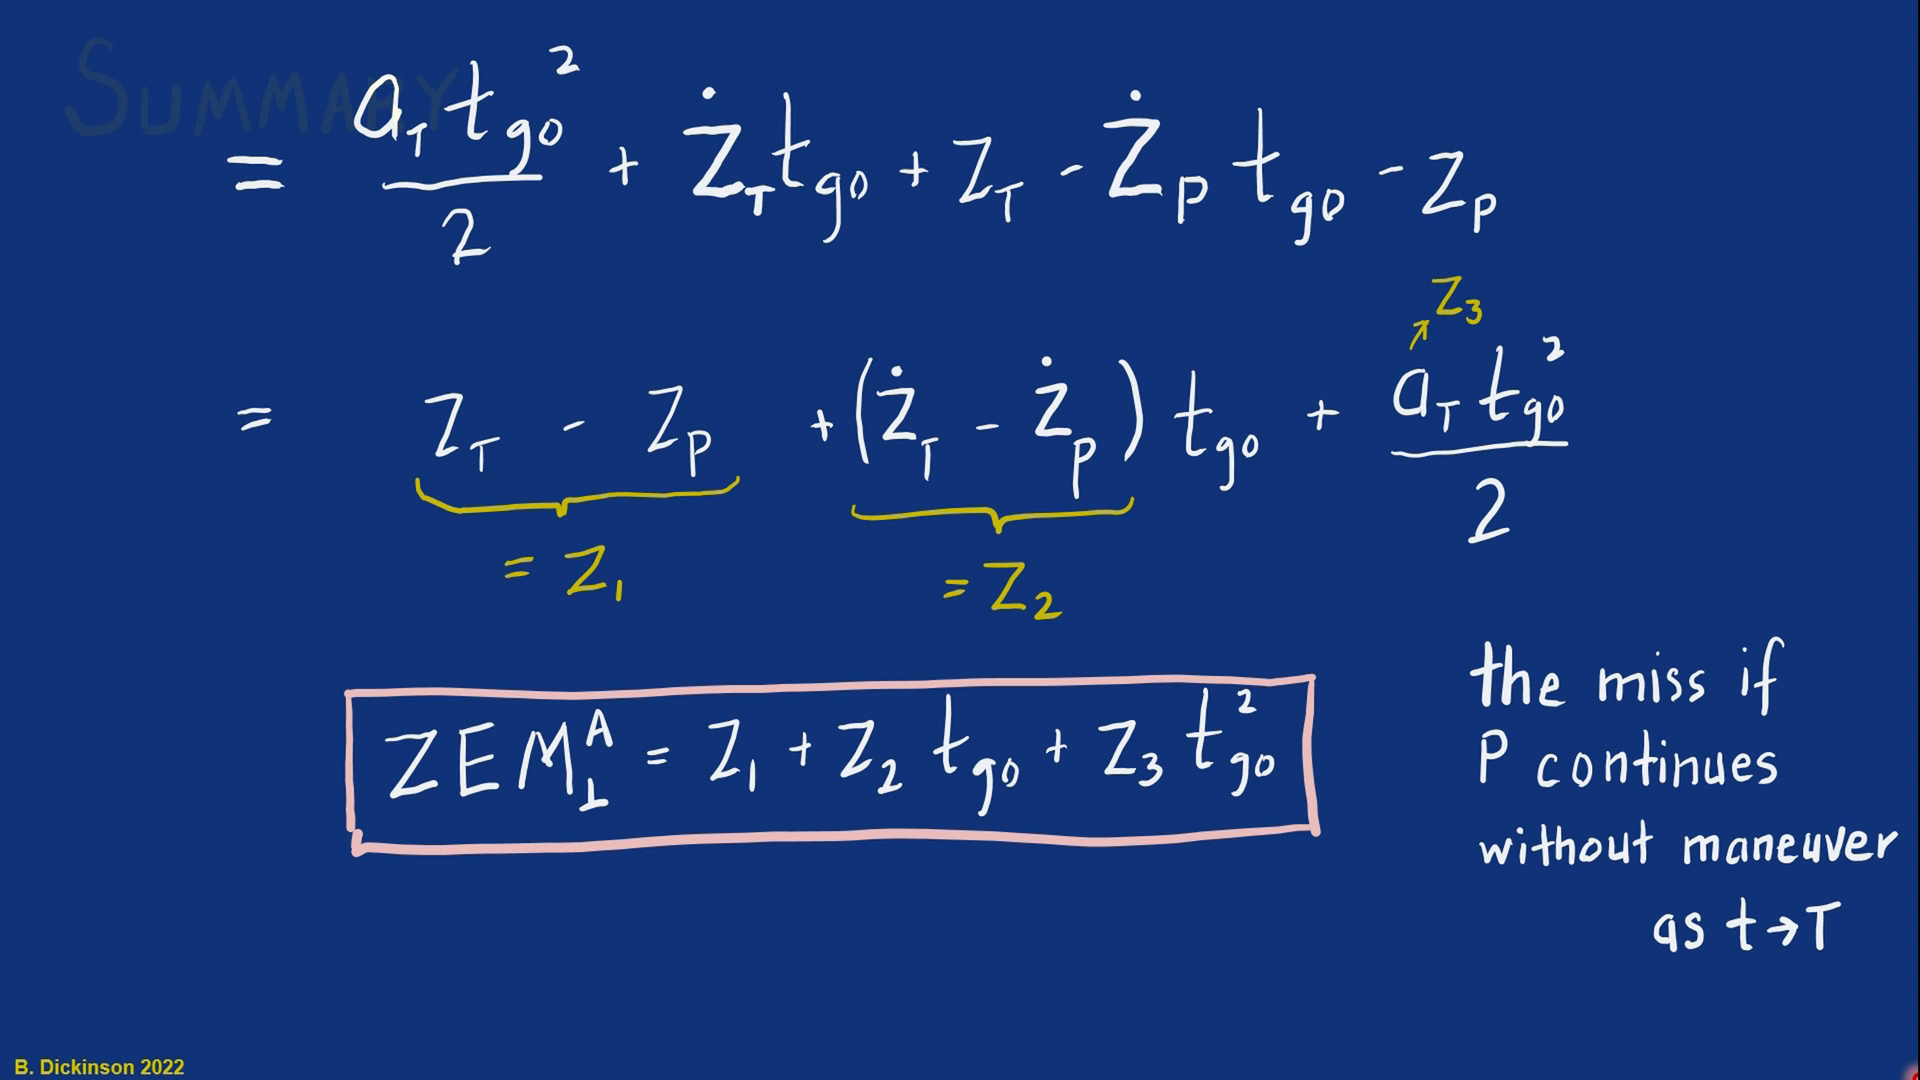 SUMMARY
= a_T t_go^2 / 2 + ż_T t_go + z_T - ż_P t_go - z_P
z_3
= z_T - z_P + (ż_T - ż_P) t_go + a_T t_go^2 / 2
= z_1 = z_2
ZEM_⊥^A = z_1 + z_2 t_go + z_3 t_go^2
the miss if
P continues
without maneuver
as t→T
B. Dickinson 2022